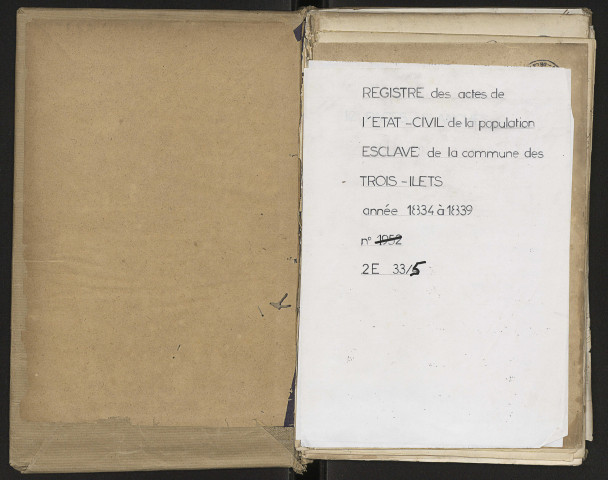 REGISTRE des actes de
l'ETAT-CIVIL de la population
ESCLAVE de la commune des
TROIS-ILETS
année 1834 à 1839
n° 1952
2E 33/5